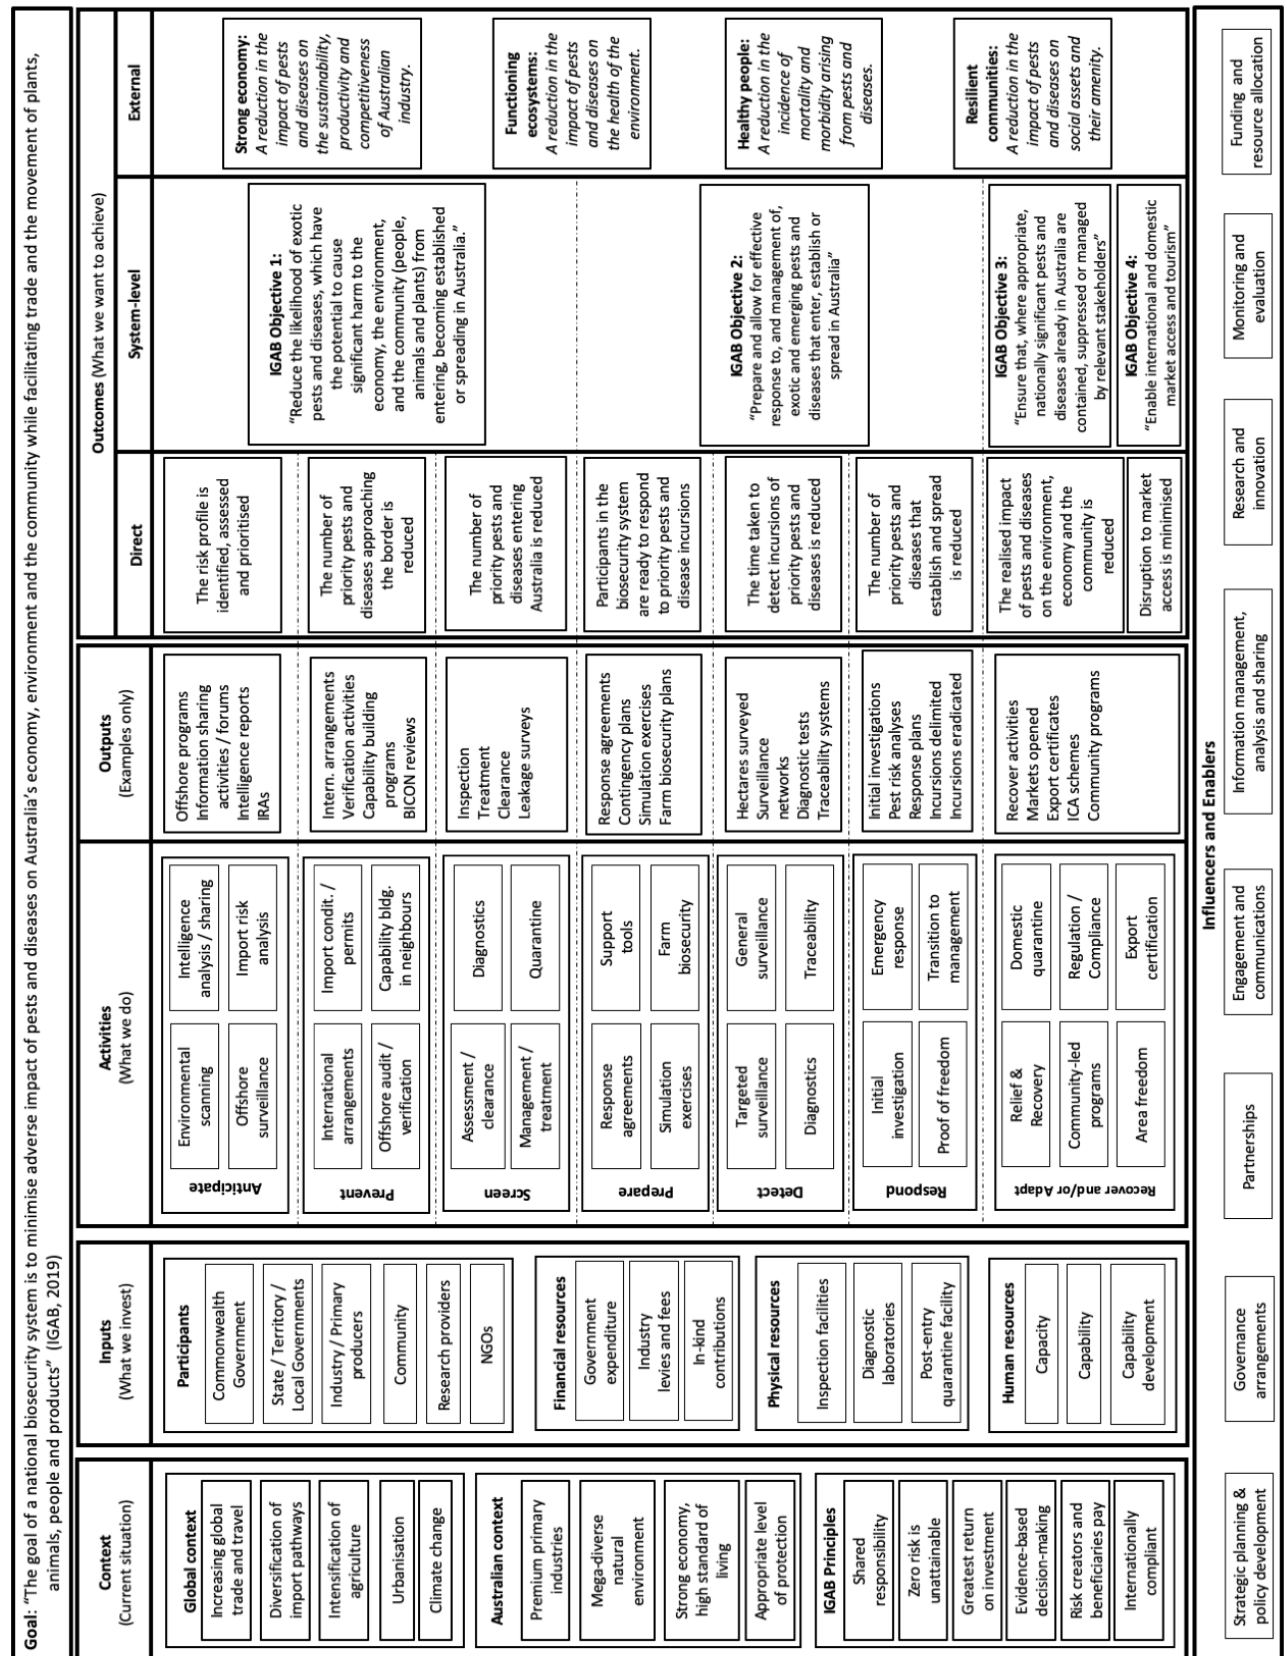 Goal: “The goal of a national biosecurity system is to minimise adverse impact of pests and diseases on Australia’s economy, environment and the community while facilitating trade and the movement of plants,
animals, people and products” (IGAB, 2019)
Context
(Current situation)
Global context
Increasing global
trade and travel
Diversification of
import pathways
Intensification of
agriculture
Urbanisation
Climate change
Australian context
Premium primary
industries
Mega-diverse
natural
environment
Strong economy,
high standard of
living
Appropriate level
of protection
IGAB Principles
Shared
responsibility
Zero risk is
unattainable
Greatest return
on investment
Evidence-based
decision-making
Risk creators and
beneficiaries pay
Internationally
compliant
Inputs
(What we invest)
Participants
Commonwealth
Government
State / Territory /
Local Governments
Industry / Primary
producers
Community
Research providers
NGOs
Financial resources
Government
expenditure
Industry
levies and fees
In-kind
contributions
Physical resources
Inspection facilities
Diagnostic
laboratories
Post-entry
quarantine facility
Human resources
Capacity
Capability
Capability
development
Activities
(What we do)
Anticipate
Environmental
scanning
Intelligence
analysis / sharing
Offshore
surveillance
Import risk
analysis
Prevent
International
arrangements
Import condit. /
permits
Offshore audit /
verification
Capability bldg.
in neighbours
Screen
Assessment /
clearance
Diagnostics
Management /
treatment
Quarantine
Prepare
Response
agreements
Support
tools
Simulation
exercises
Farm
biosecurity
Detect
Targeted
surveillance
General
surveillance
Diagnostics
Traceability
Respond
Initial
investigation
Emergency
response
Proof of freedom
Transition to
management
Recover and/or Adapt
Relief &
Recovery
Domestic
quarantine
Community-led
programs
Regulation /
Compliance
Area freedom
Export
certification
Outputs
(Examples only)
Offshore programs
Information sharing
activities / forums
Intelligence reports
IRAs
Intern. arrangements
Verification activities
Capability building
programs
BICON reviews
Inspection
Treatment
Clearance
Leakage surveys
Response agreements
Contingency plans
Simulation exercises
Farm biosecurity plans
Hectares surveyed
Surveillance
networks
Diagnostic tests
Traceability systems
Initial investigations
Pest risk analyses
Response plans
Incursions delimited
Incursions eradicated
Recover activities
Markets opened
Export certificates
ICA schemes
Community programs
Outcomes (What we want to achieve)
Direct
The risk profile is
identified, assessed
and prioritised
The number of
priority pests and
diseases approaching
the border is
reduced
The number of
priority pests and
diseases entering
Australia is reduced
Participants in the
biosecurity system
are ready to respond
to priority pests and
disease incursions
The time taken to
detect incursions of
priority pests and
diseases is reduced
The number of
priority pests and
diseases that
establish and spread
is reduced
The realised impact
of pests and diseases
on the environment,
economy and the
community is
reduced
Disruption to market
access is minimised
System-level
IGAB Objective 1:
“Reduce the likelihood of exotic
pests and diseases, which have
the potential to cause
significant harm to the
economy, the environment,
and the community (people,
animals and plants) from
entering, becoming established
or spreading in Australia.”
IGAB Objective 2:
“Prepare and allow for effective
response to, and management of,
exotic and emerging pests and
diseases that enter, establish or
spread in Australia”
IGAB Objective 3:
“Ensure that, where appropriate,
nationally significant pests and
diseases already in Australia are
contained, suppressed or managed
by relevant stakeholders”
IGAB Objective 4:
“Enable international and domestic
market access and tourism”
External
Strong economy:
A reduction in the
impact of pests
and diseases on
the sustainability,
productivity and
competitiveness
of Australian
industry.
Functioning
ecosystems:
A reduction in the
impact of pests
and diseases on
the health of the
environment.
Healthy people:
A reduction in the
incidence of
mortality and
morbidity arising
from pests and
diseases.
Resilient
communities:
A reduction in the
impact of pests
and diseases on
social assets and
their amenity.
Influencers and Enablers
Strategic planning &
policy development
Governance
arrangements
Partnerships
Engagement and
communications
Information management,
analysis and sharing
Research and
innovation
Monitoring and
evaluation
Funding and
resource allocation